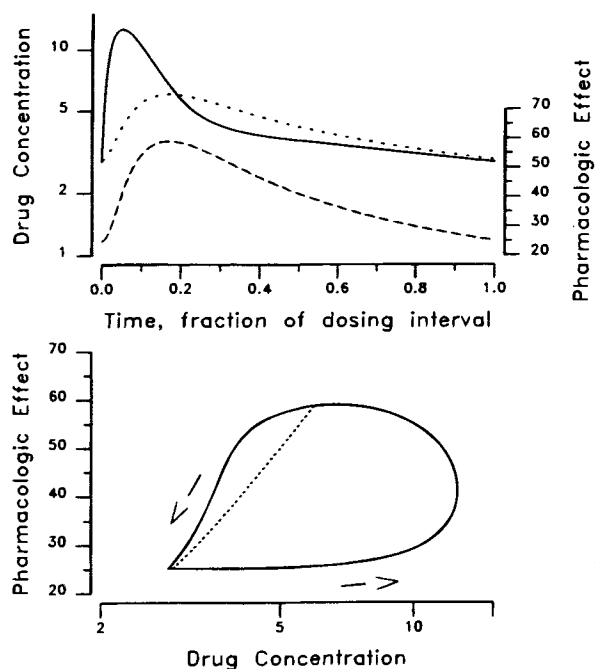 Drug Concentration
10
5
2
1
Pharmacologic Effect
70
60
50
40
30
20
0.0 0.2 0.4 0.6 0.8 1.0
Time, fraction of dosing interval
Pharmacologic Effect
70
60
50
40
30
20
2 5 10
Drug Concentration